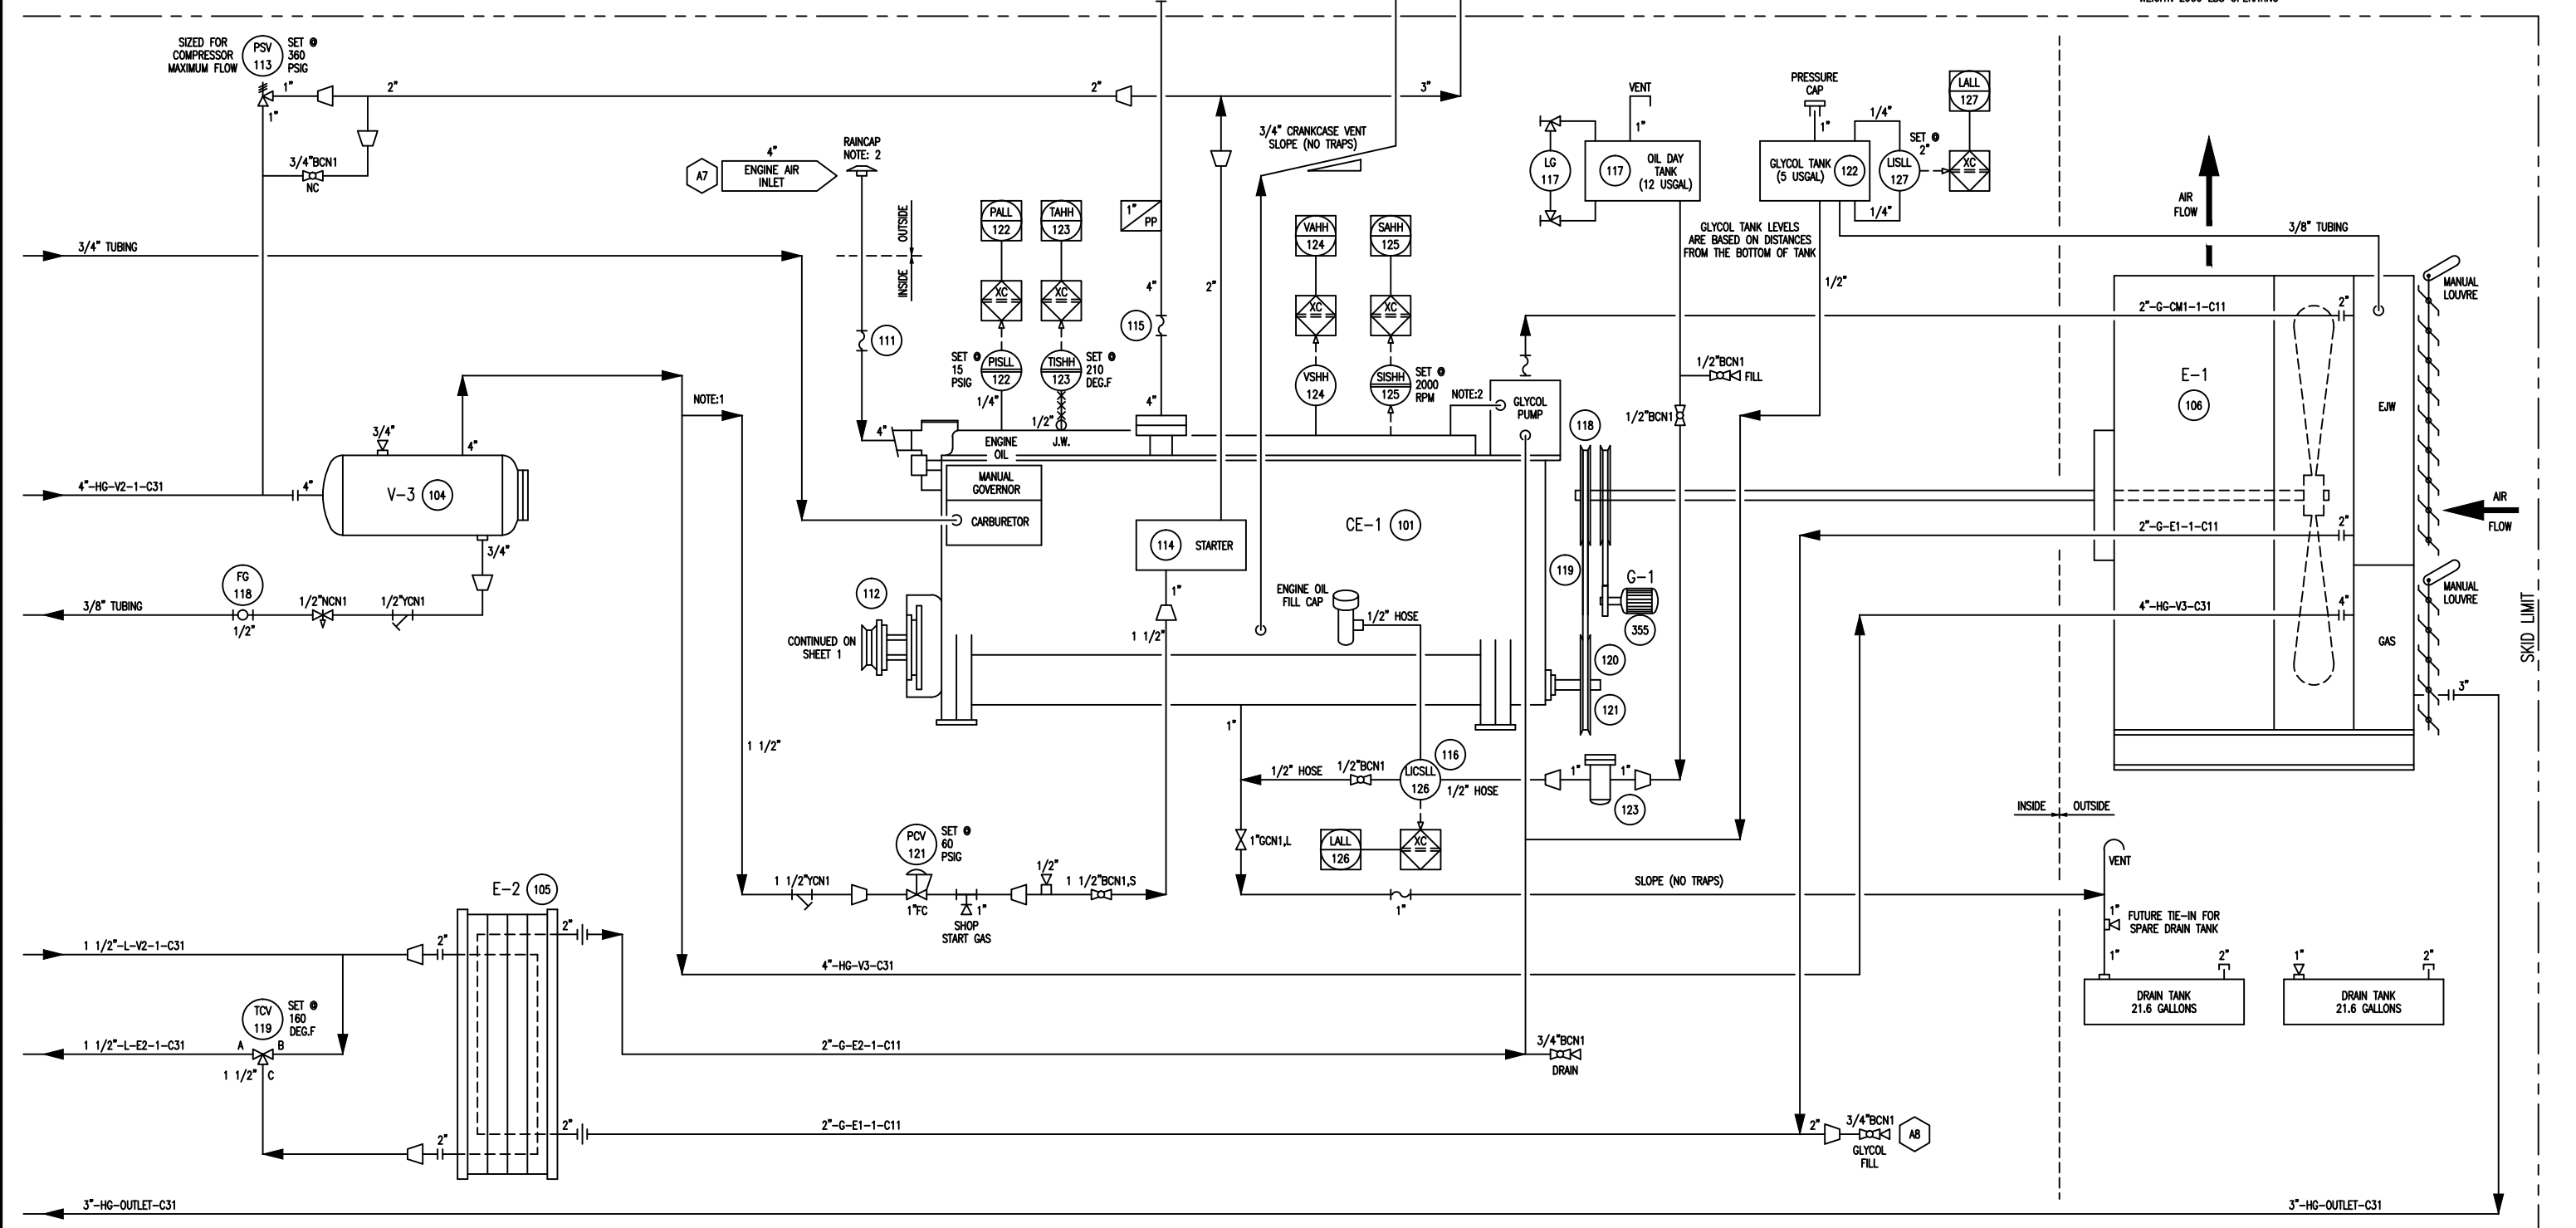 SIZED FOR
COMPRESSOR
MAXIMUM FLOW
PSV
113
SET @
360
PSIG
1"
2"
2"
3"
1"
3/4"BCN1
NC
A7
4"
ENGINE AIR
INLET
RAINCAP
NOTE: 2
3/4" CRANKCASE VENT
SLOPE (NO TRAPS)
VENT
1"
LG
117
117
OIL DAY
TANK
(12 USGAL)
PRESSURE
CAP
1"
GLYCOL TANK
(5 USGAL)
122
1/4"
1/4"
LISLL
127
SET @
2"
LALL
127
XC
GLYCOL TANK LEVELS
ARE BASED ON DISTANCES
FROM THE BOTTOM OF TANK
AIR
FLOW
3/8" TUBING
3/4" TUBING
OUTSIDE
INSIDE
PALL
122
TAHH
123
XC
XC
SET @
15
PSIG
PISLL
122
TISHH
123
SET @
210
DEG.F
1/4"
1/2"
ENGINE
OIL
J.W.
1"
PP
4"
115
4"
2"
VAHH
124
SAHH
125
XC
XC
VSHH
124
SISHH
125
SET @
2000
RPM
NOTE:2
GLYCOL
PUMP
1/2"
1/2"BCN1
FILL
1/2"BCN1
111
4"
2"-G-CM1-1-C11
2"
MANUAL
LOUVRE
E-1
106
EJW
NOTE:1
3/4"
4"
4"-HG-V2-1-C31
4"
V-3
104
3/4"
3/8" TUBING
FG
118
1/2"
1/2"NCN1
1/2"YCN1
MANUAL
GOVERNOR
CARBURETOR
114
STARTER
CE-1
101
118
119
G-1
355
120
121
AIR
FLOW
2"-G-E1-1-C11
2"
4"-HG-V3-C31
4"
MANUAL
LOUVRE
GAS
3"
SKID LIMIT
112
CONTINUED ON
SHEET 1
1"
1 1/2"
ENGINE OIL
FILL CAP
1/2" HOSE
1 1/2"
1"
116
1/2" HOSE
1/2"BCN1
LICSLL
126
1/2" HOSE
1"
1"
123
1"GCN1,L
LALL
126
XC
INSIDE
OUTSIDE
PCV
121
SET @
60
PSIG
1 1/2"YCN1
1"FC
1"
SHOP
START GAS
1/2"
1 1/2"BCN1,S
1"
SLOPE (NO TRAPS)
VENT
1"
FUTURE TIE-IN FOR
SPARE DRAIN TANK
1"
2"
1"
2"
DRAIN TANK
21.6 GALLONS
DRAIN TANK
21.6 GALLONS
E-2
105
1 1/2"-L-V2-1-C31
2"
2"
4"-HG-V3-C31
TCV
119
SET @
160
DEG.F
1 1/2"-L-E2-1-C31
A
B
1 1/2"
C
2"-G-E2-1-C11
3/4"BCN1
DRAIN
2"
2"
2"-G-E1-1-C11
2"
3/4"BCN1
GLYCOL
FILL
A8
3"-HG-OUTLET-C31
3"-HG-OUTLET-C31